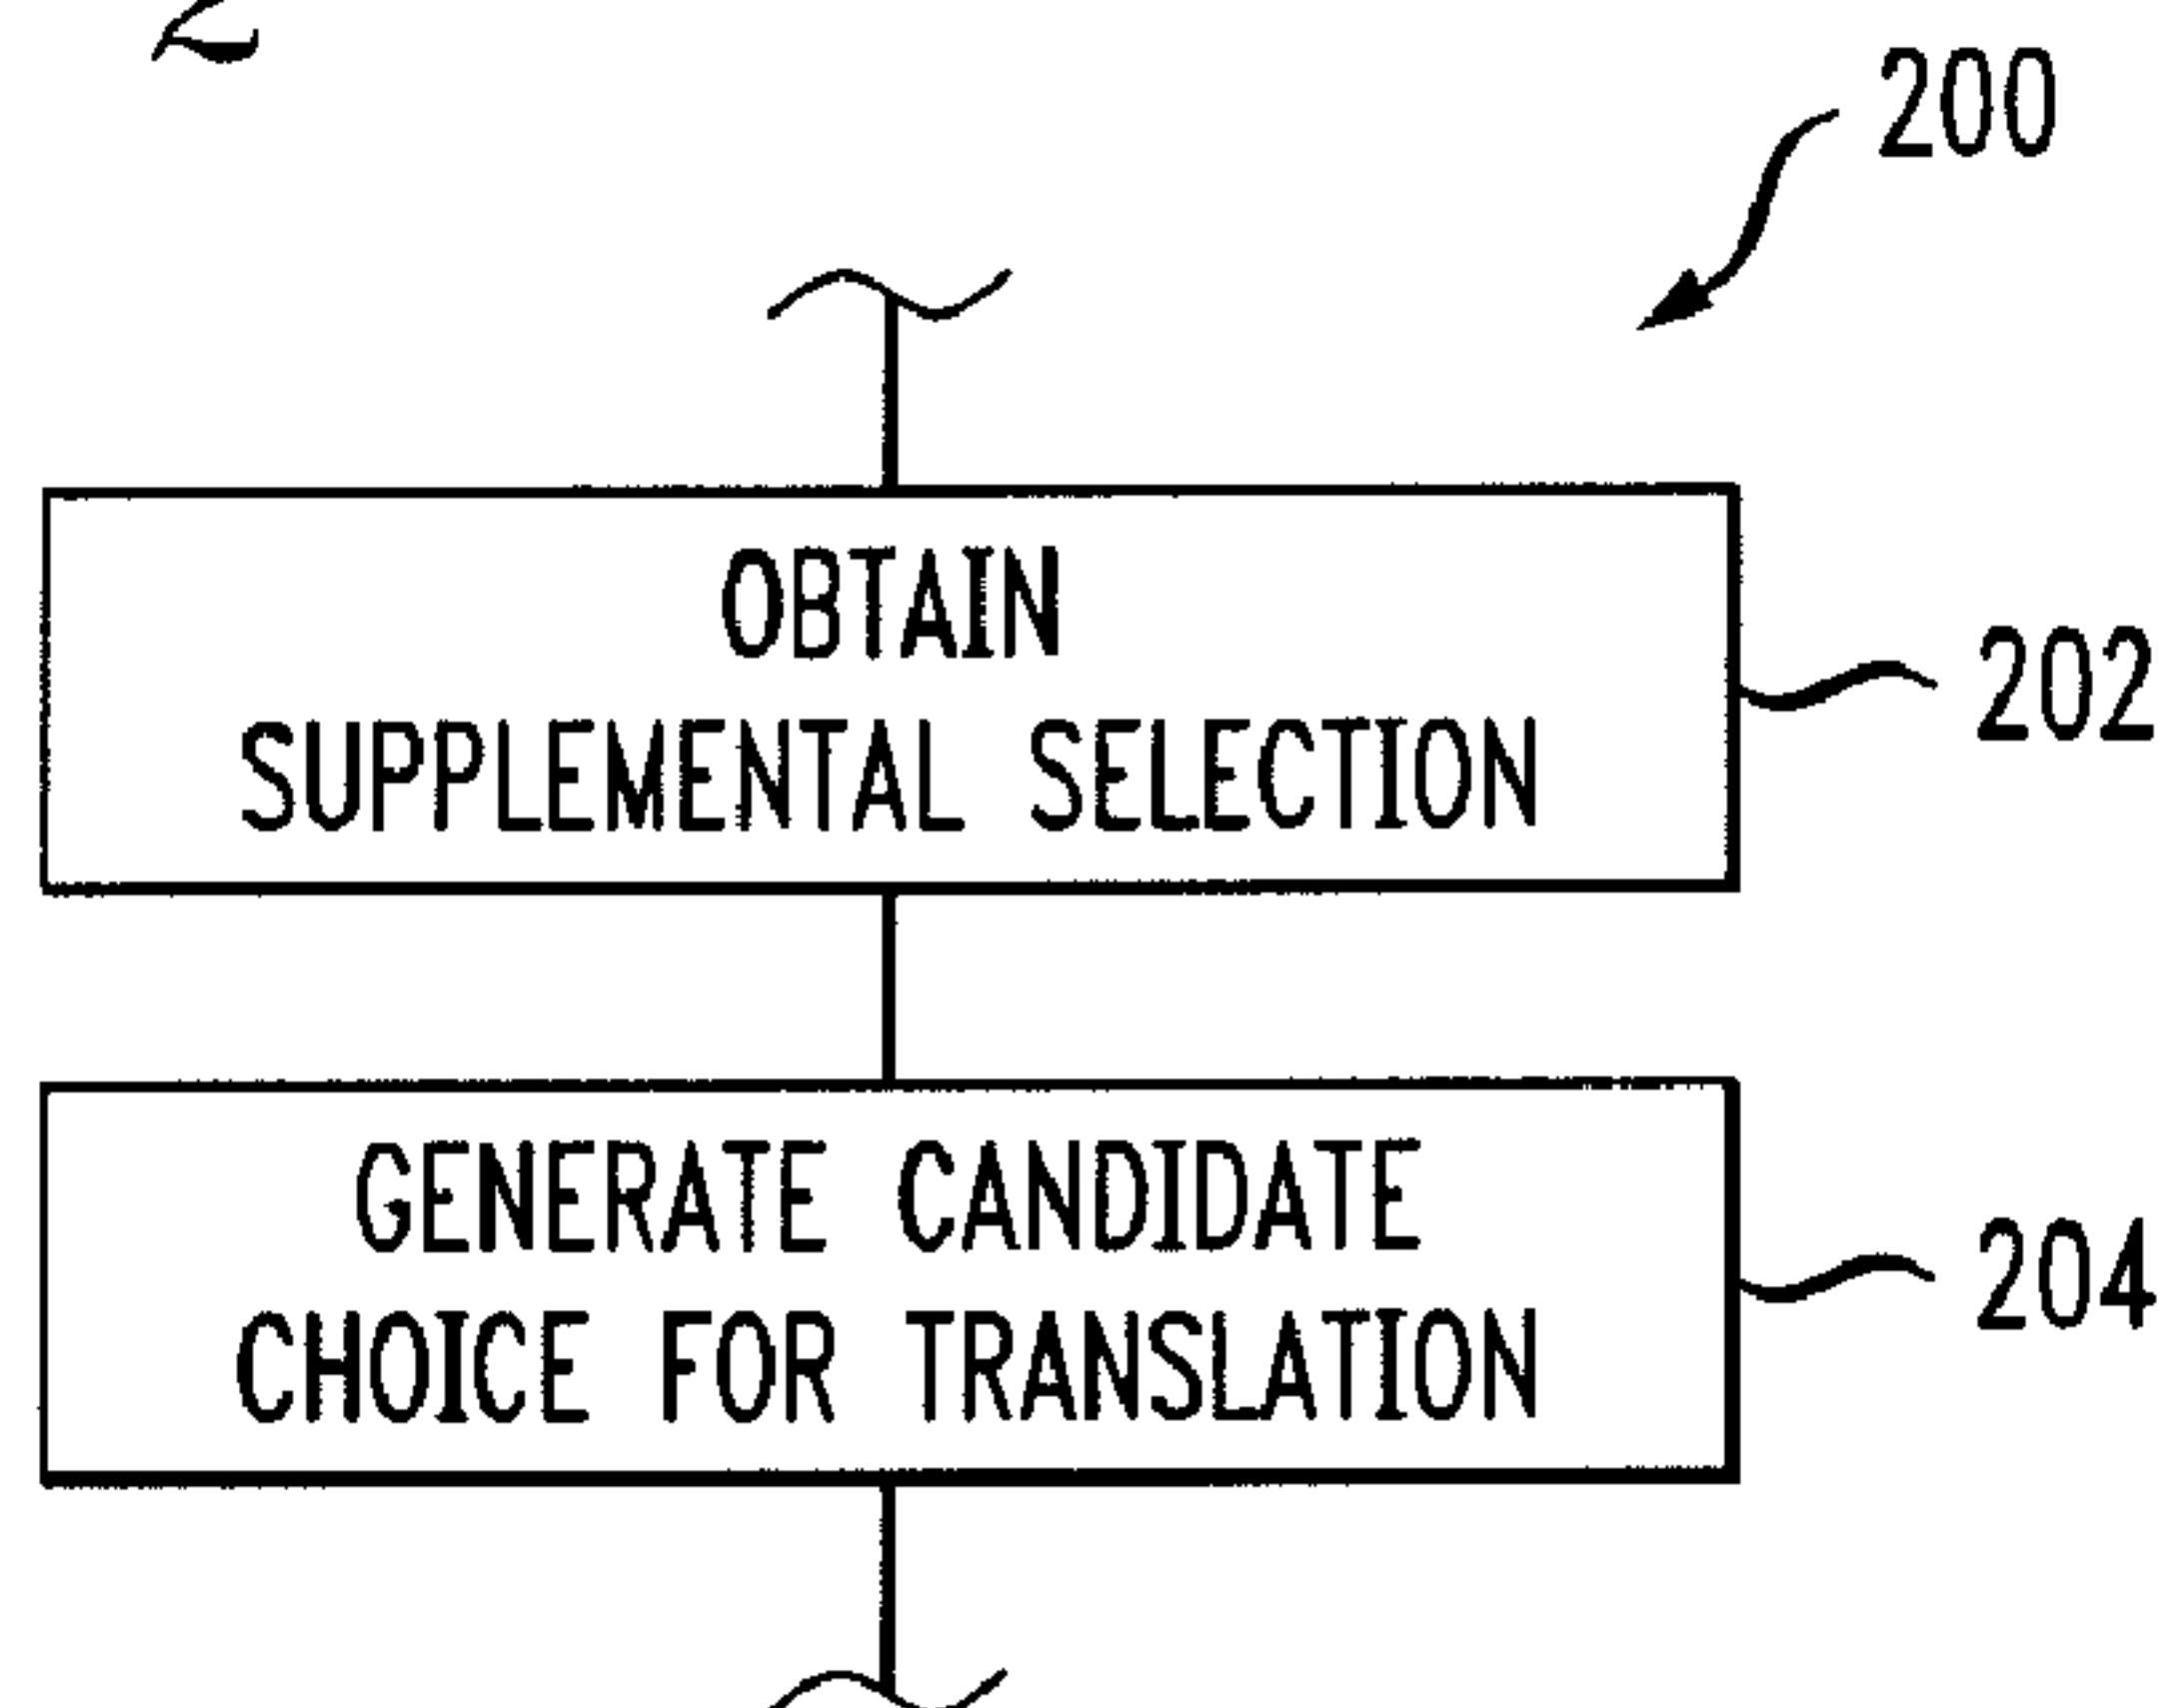 200
OBTAIN
SUPPLEMENTAL SELECTION
202
GENERATE CANDIDATE
CHOICE FOR TRANSLATION
204